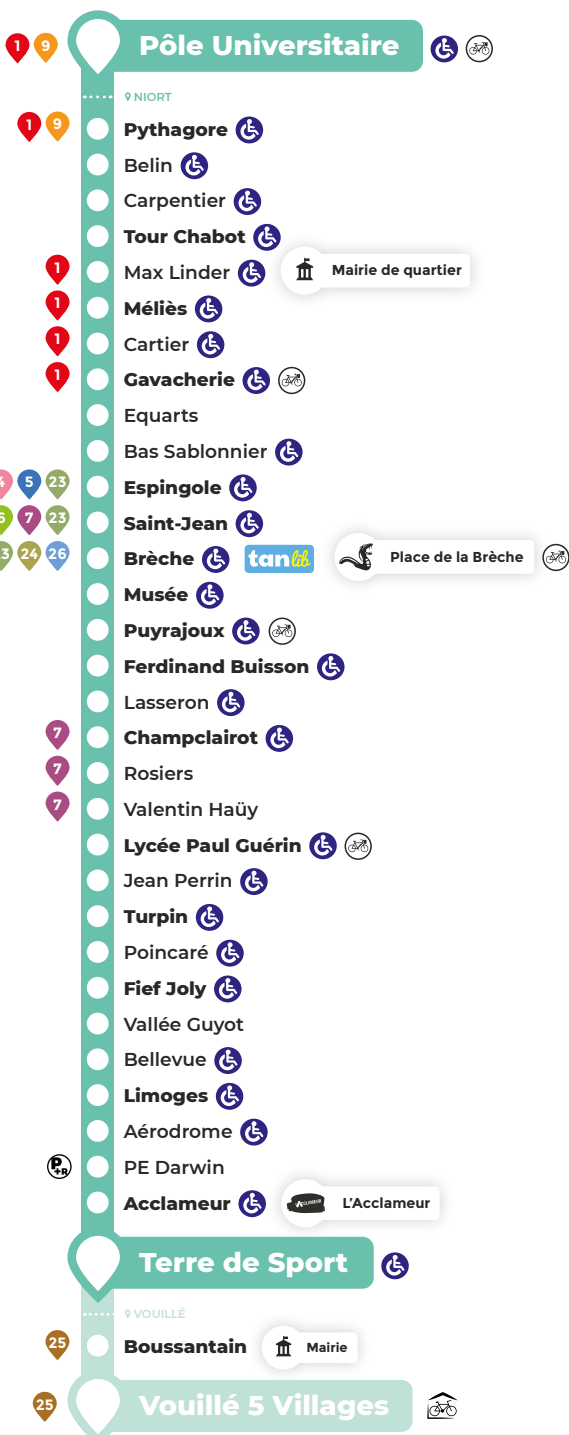 1 9 Pôle Universitaire
NIORT
1 9 Pythagore
Belin
Carpentier
Tour Chabot
1 Max Linder Mairie de quartier
1 Méliès
1 Cartier
1 Gavacherie
Equarts
Bas Sablonnier
4 5 23 Espingole
6 7 23 Saint-Jean
24 26 Brèche tanlib Place de la Brèche
Musée
Puyrajoux
Ferdinand Buisson
Lasseron
7 Champclairot
7 Rosiers
7 Valentin Haüy
Lycée Paul Guérin
Jean Perrin
Turpin
Poincaré
Fief Joly
Vallée Guyot
Bellevue
Limoges
Aérodrome
P+R PE Darwin
Acclameur ACCLAMEUR L'Acclameur
Terre de Sport
VOUILLÉ
25 Boussantain Mairie
25 Vouillé 5 Villages